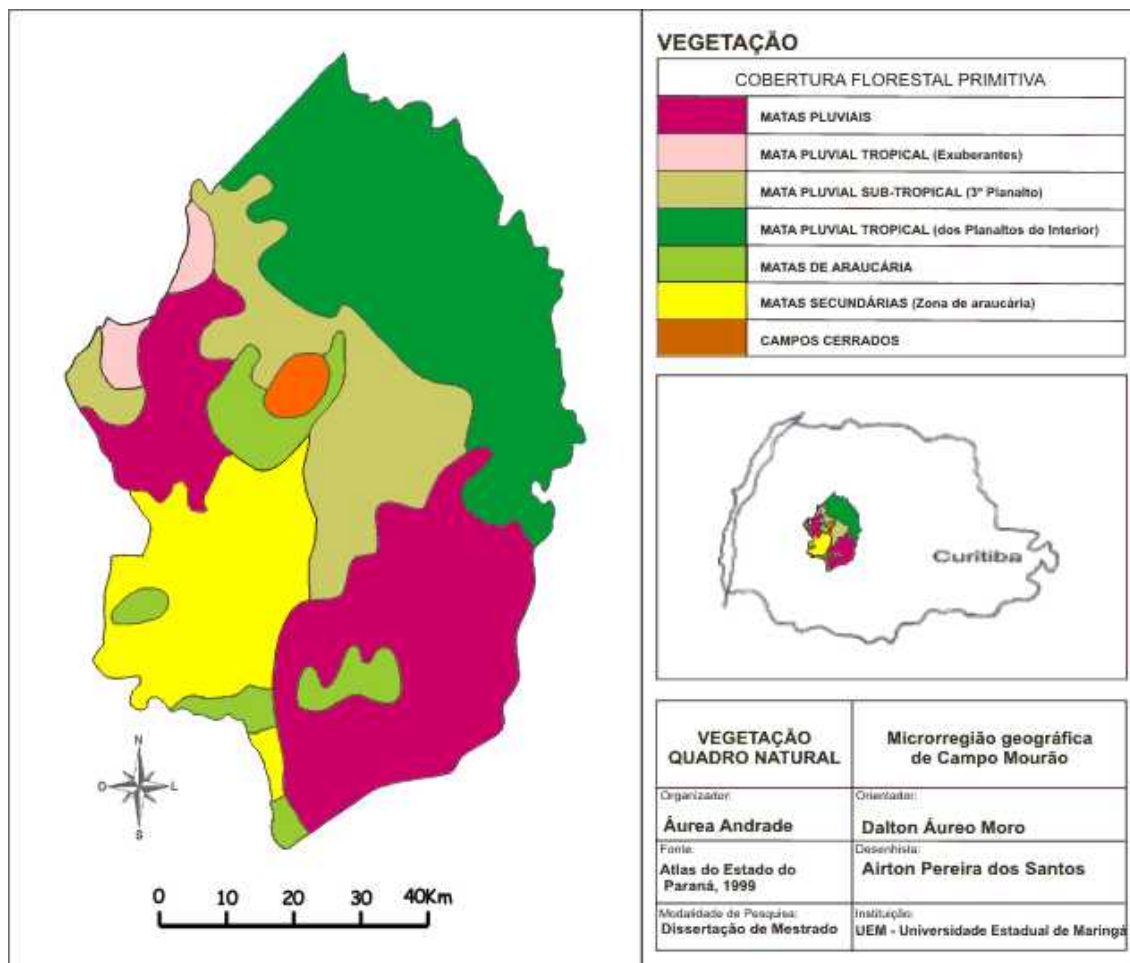 VEGETAÇÃO
COBERTURA FLORESTAL PRIMITIVA
MATAS PLUVIAIS
MATA PLUVIAL TROPICAL (Exuberantes)
MATA PLUVIAL SUB-TROPICAL (3º Planalto)
MATA PLUVIAL TROPICAL (dos Planaltos do Interior)
MATAS DE ARAUCÁRIA
MATAS SECUNDÁRIAS (Zona de araucária)
CAMPOS CERRADOS
Curitiba
N
O
L
S
0 10 20 30 40Km
VEGETAÇÃO
QUADRO NATURAL
Microrregião geográfica
de Campo Mourão
Organizador:
Áurea Andrade
Orientador:
Dalton Áureo Moro
Fonte:
Atlas do Estado do
Paraná, 1999
Desenhista:
Airton Pereira dos Santos
Modalidade de Pesquisa:
Dissertação de Mestrado
Instituição:
UEM - Universidade Estadual de Maringá